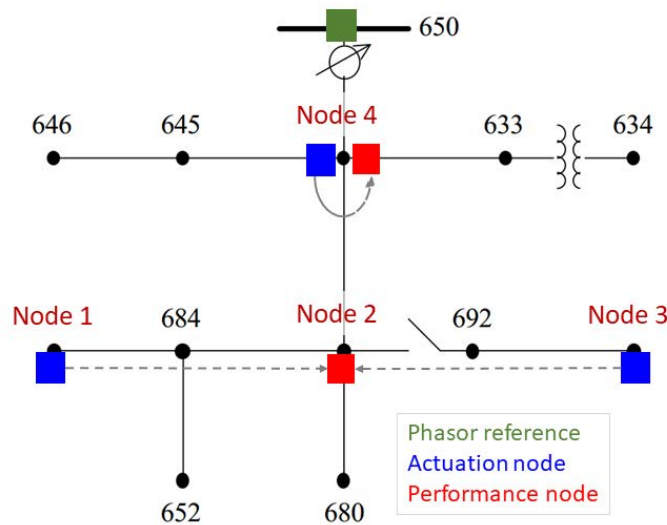 650
646
645
Node 4
633
634
Node 1
684
Node 2
692
Node 3
652
680
Phasor reference
Actuation node
Performance node